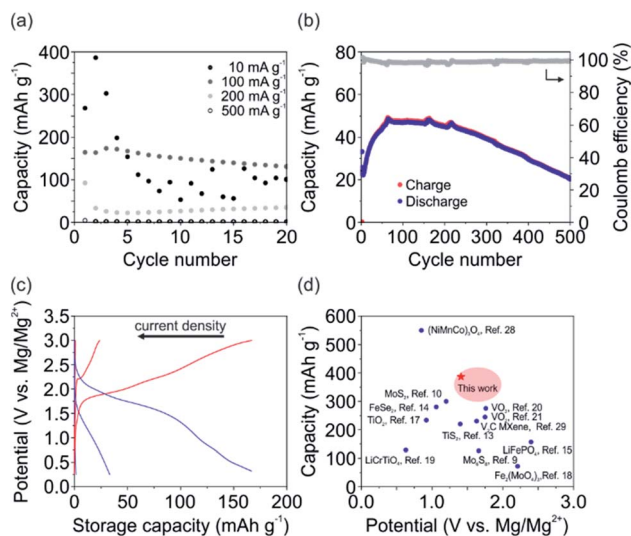 (a)
400
350
300
250
200
150
100
50
0
Capacity (mAh g⁻¹)
10 mA g⁻¹
100 mA g⁻¹
200 mA g⁻¹
500 mA g⁻¹
0 5 10 15 20
Cycle number
(b)
80
60
40
20
0
Capacity (mAh g⁻¹)
Charge
Discharge
100
80
60
40
20
0
Coulomb efficiency (%)
0 100 200 300 400 500
Cycle number
(c)
3.5
3.0
2.5
2.0
1.5
1.0
0.5
0.0
Potential (V vs. Mg/Mg²⁺)
current density
0 50 100 150 200
Storage capacity (mAh g⁻¹)
(d)
600
500
400
300
200
100
0
Capacity (mAh g⁻¹)
(NiMnCo)₃O₄, Ref. 28
This work
MoS₂, Ref. 10
FeSe₂, Ref. 14
TiO₂, Ref. 17
VO₂, Ref. 20
VO₂, Ref. 21
V₂C MXene, Ref. 29
TiS₂, Ref. 13
LiFePO₄, Ref. 15
LiCrTiO₄, Ref. 19
Mo₆S₈, Ref. 9
Fe₂(MoO₄)₃, Ref. 18
0.0 1.0 2.0 3.0
Potential (V vs. Mg/Mg²⁺)